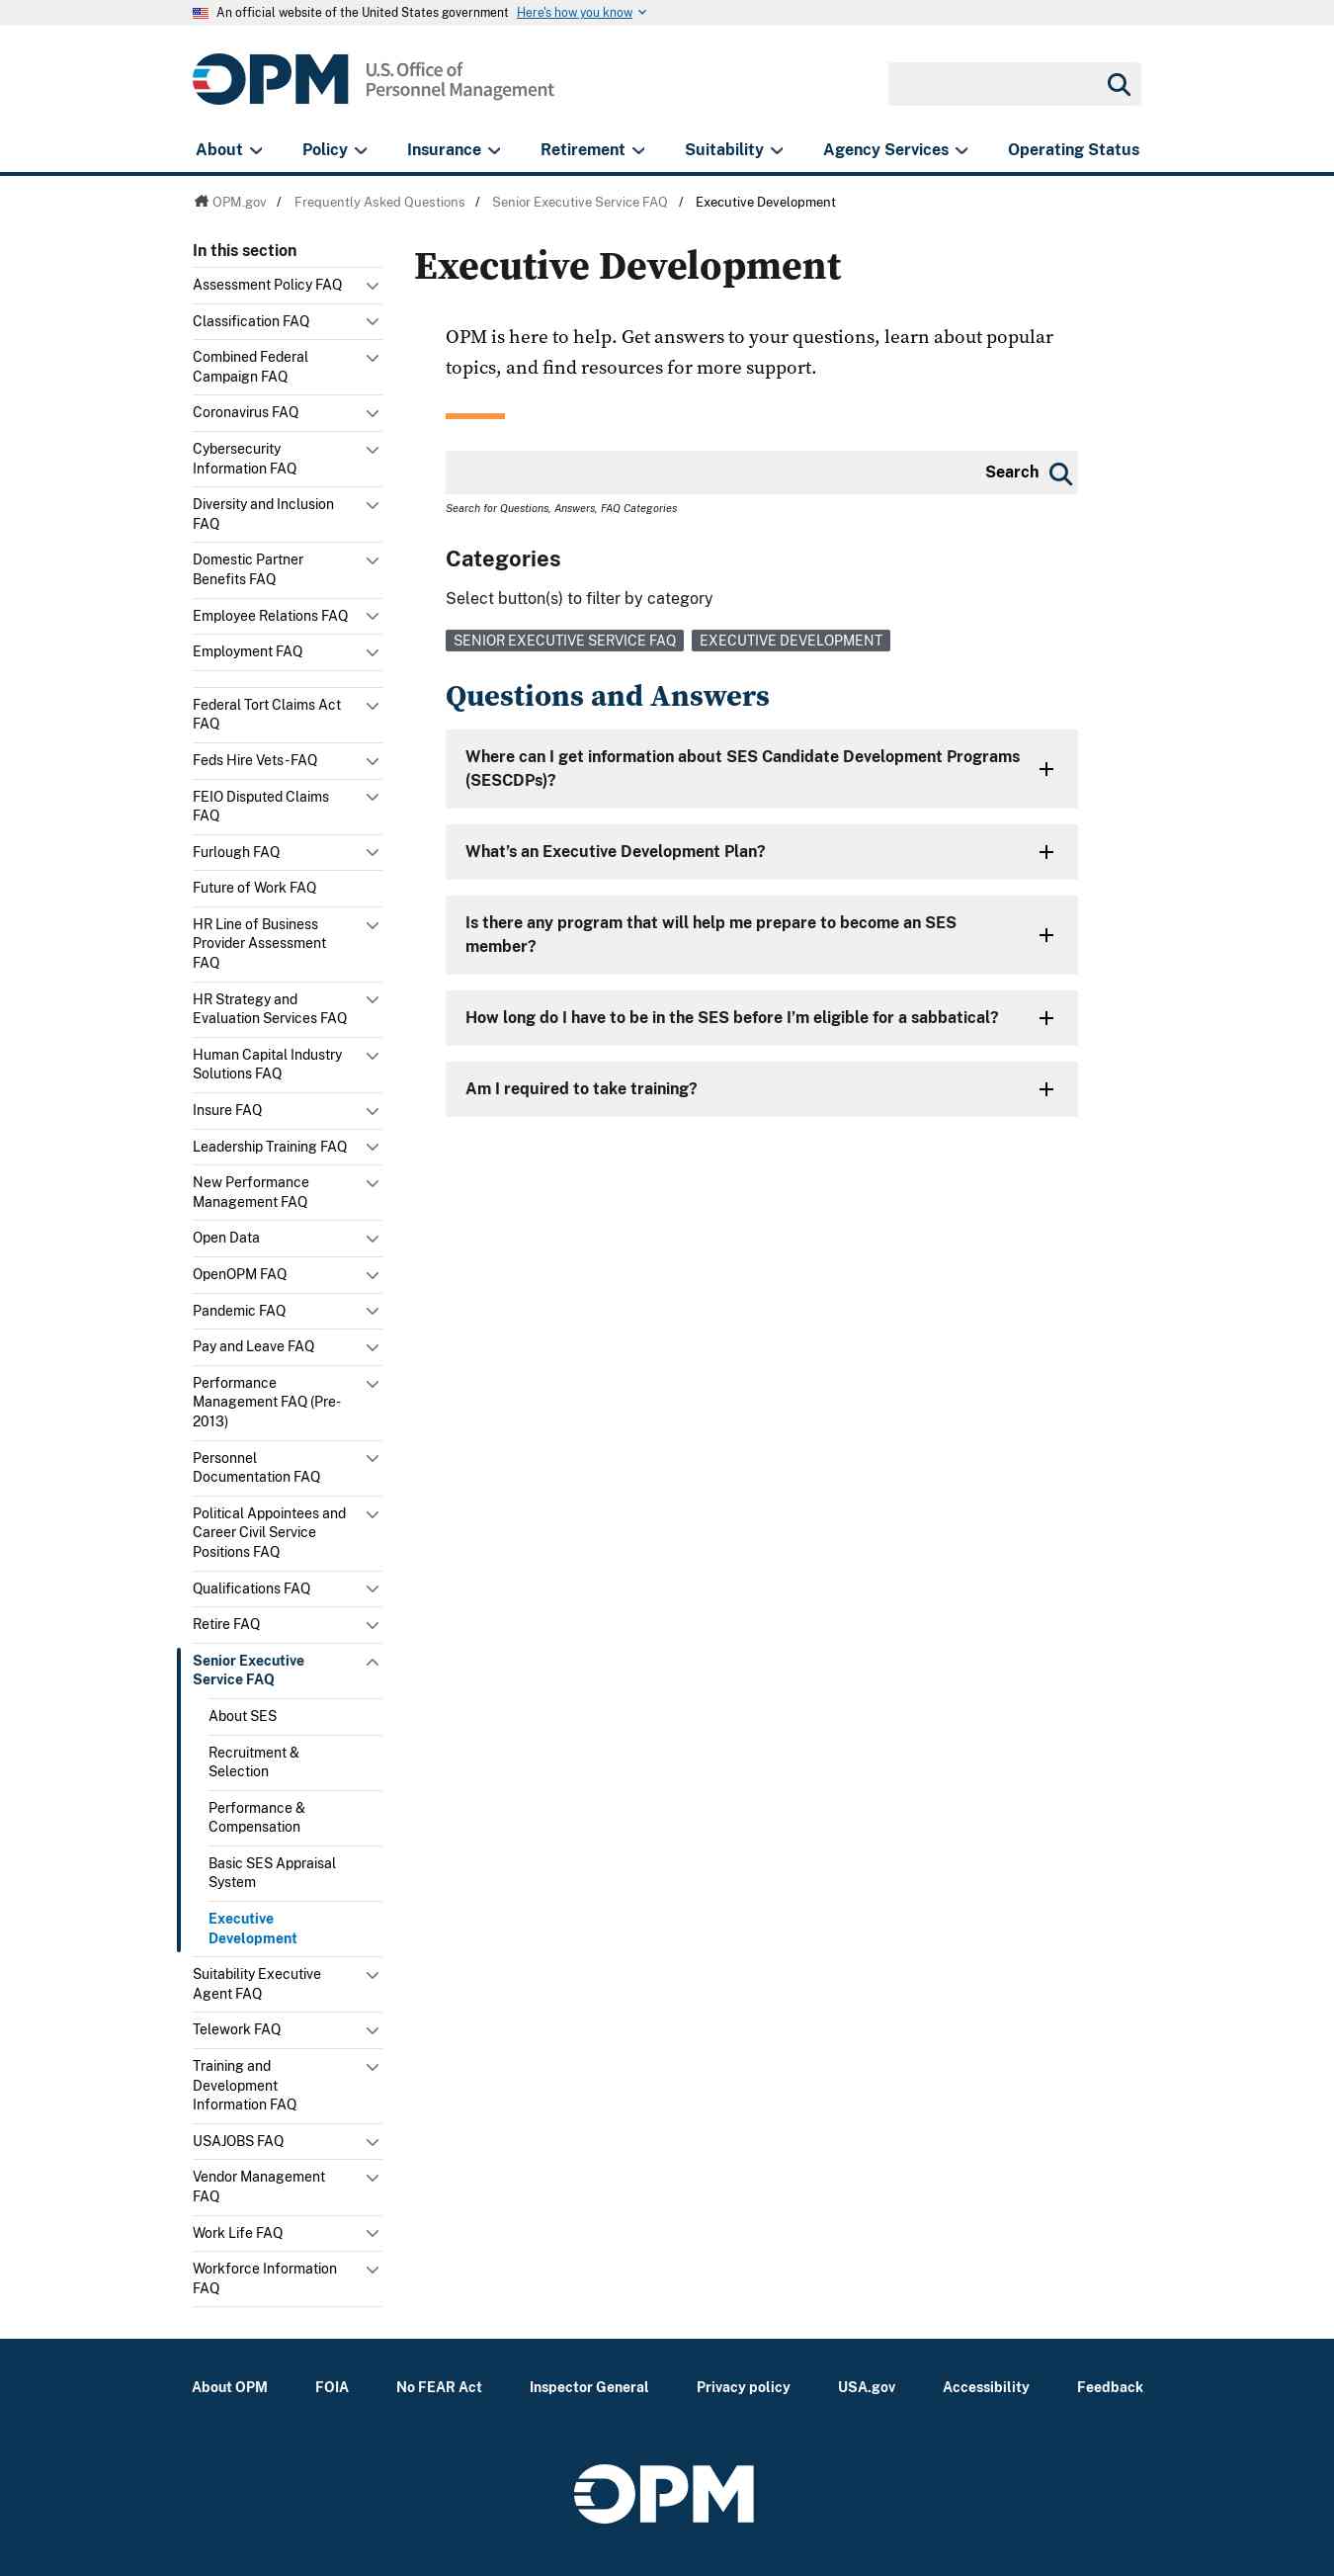 An official website of the United States government Here's how you know
OPM
U.S. Office of
Personnel Management
About
Policy
Insurance
Retirement
Suitability
Agency Services
Operating Status
OPM.gov / Frequently Asked Questions / Senior Executive Service FAQ / Executive Development
In this section
Assessment Policy FAQ
Classification FAQ
Combined Federal
Campaign FAQ
Coronavirus FAQ
Cybersecurity
Information FAQ
Diversity and Inclusion
FAQ
Domestic Partner
Benefits FAQ
Employee Relations FAQ
Employment FAQ
Federal Tort Claims Act
FAQ
Feds Hire Vets-FAQ
FEIO Disputed Claims
FAQ
Furlough FAQ
Future of Work FAQ
HR Line of Business
Provider Assessment
FAQ
HR Strategy and
Evaluation Services FAQ
Human Capital Industry
Solutions FAQ
Insure FAQ
Leadership Training FAQ
New Performance
Management FAQ
Open Data
OpenOPM FAQ
Pandemic FAQ
Pay and Leave FAQ
Performance
Management FAQ (Pre-
2013)
Personnel
Documentation FAQ
Political Appointees and
Career Civil Service
Positions FAQ
Qualifications FAQ
Retire FAQ
Senior Executive
Service FAQ
About SES
Recruitment &
Selection
Performance &
Compensation
Basic SES Appraisal
System
Executive
Development
Suitability Executive
Agent FAQ
Telework FAQ
Training and
Development
Information FAQ
USAJOBS FAQ
Vendor Management
FAQ
Work Life FAQ
Workforce Information
FAQ
Executive Development
OPM is here to help. Get answers to your questions, learn about popular
topics, and find resources for more support.
Search
Search for Questions, Answers, FAQ Categories
Categories
Select button(s) to filter by category
SENIOR EXECUTIVE SERVICE FAQ
EXECUTIVE DEVELOPMENT
Questions and Answers
Where can I get information about SES Candidate Development Programs
(SESCDPs)?
What's an Executive Development Plan?
Is there any program that will help me prepare to become an SES
member?
How long do I have to be in the SES before I'm eligible for a sabbatical?
Am I required to take training?
About OPM
FOIA
No FEAR Act
Inspector General
Privacy policy
USA.gov
Accessibility
Feedback
OPM